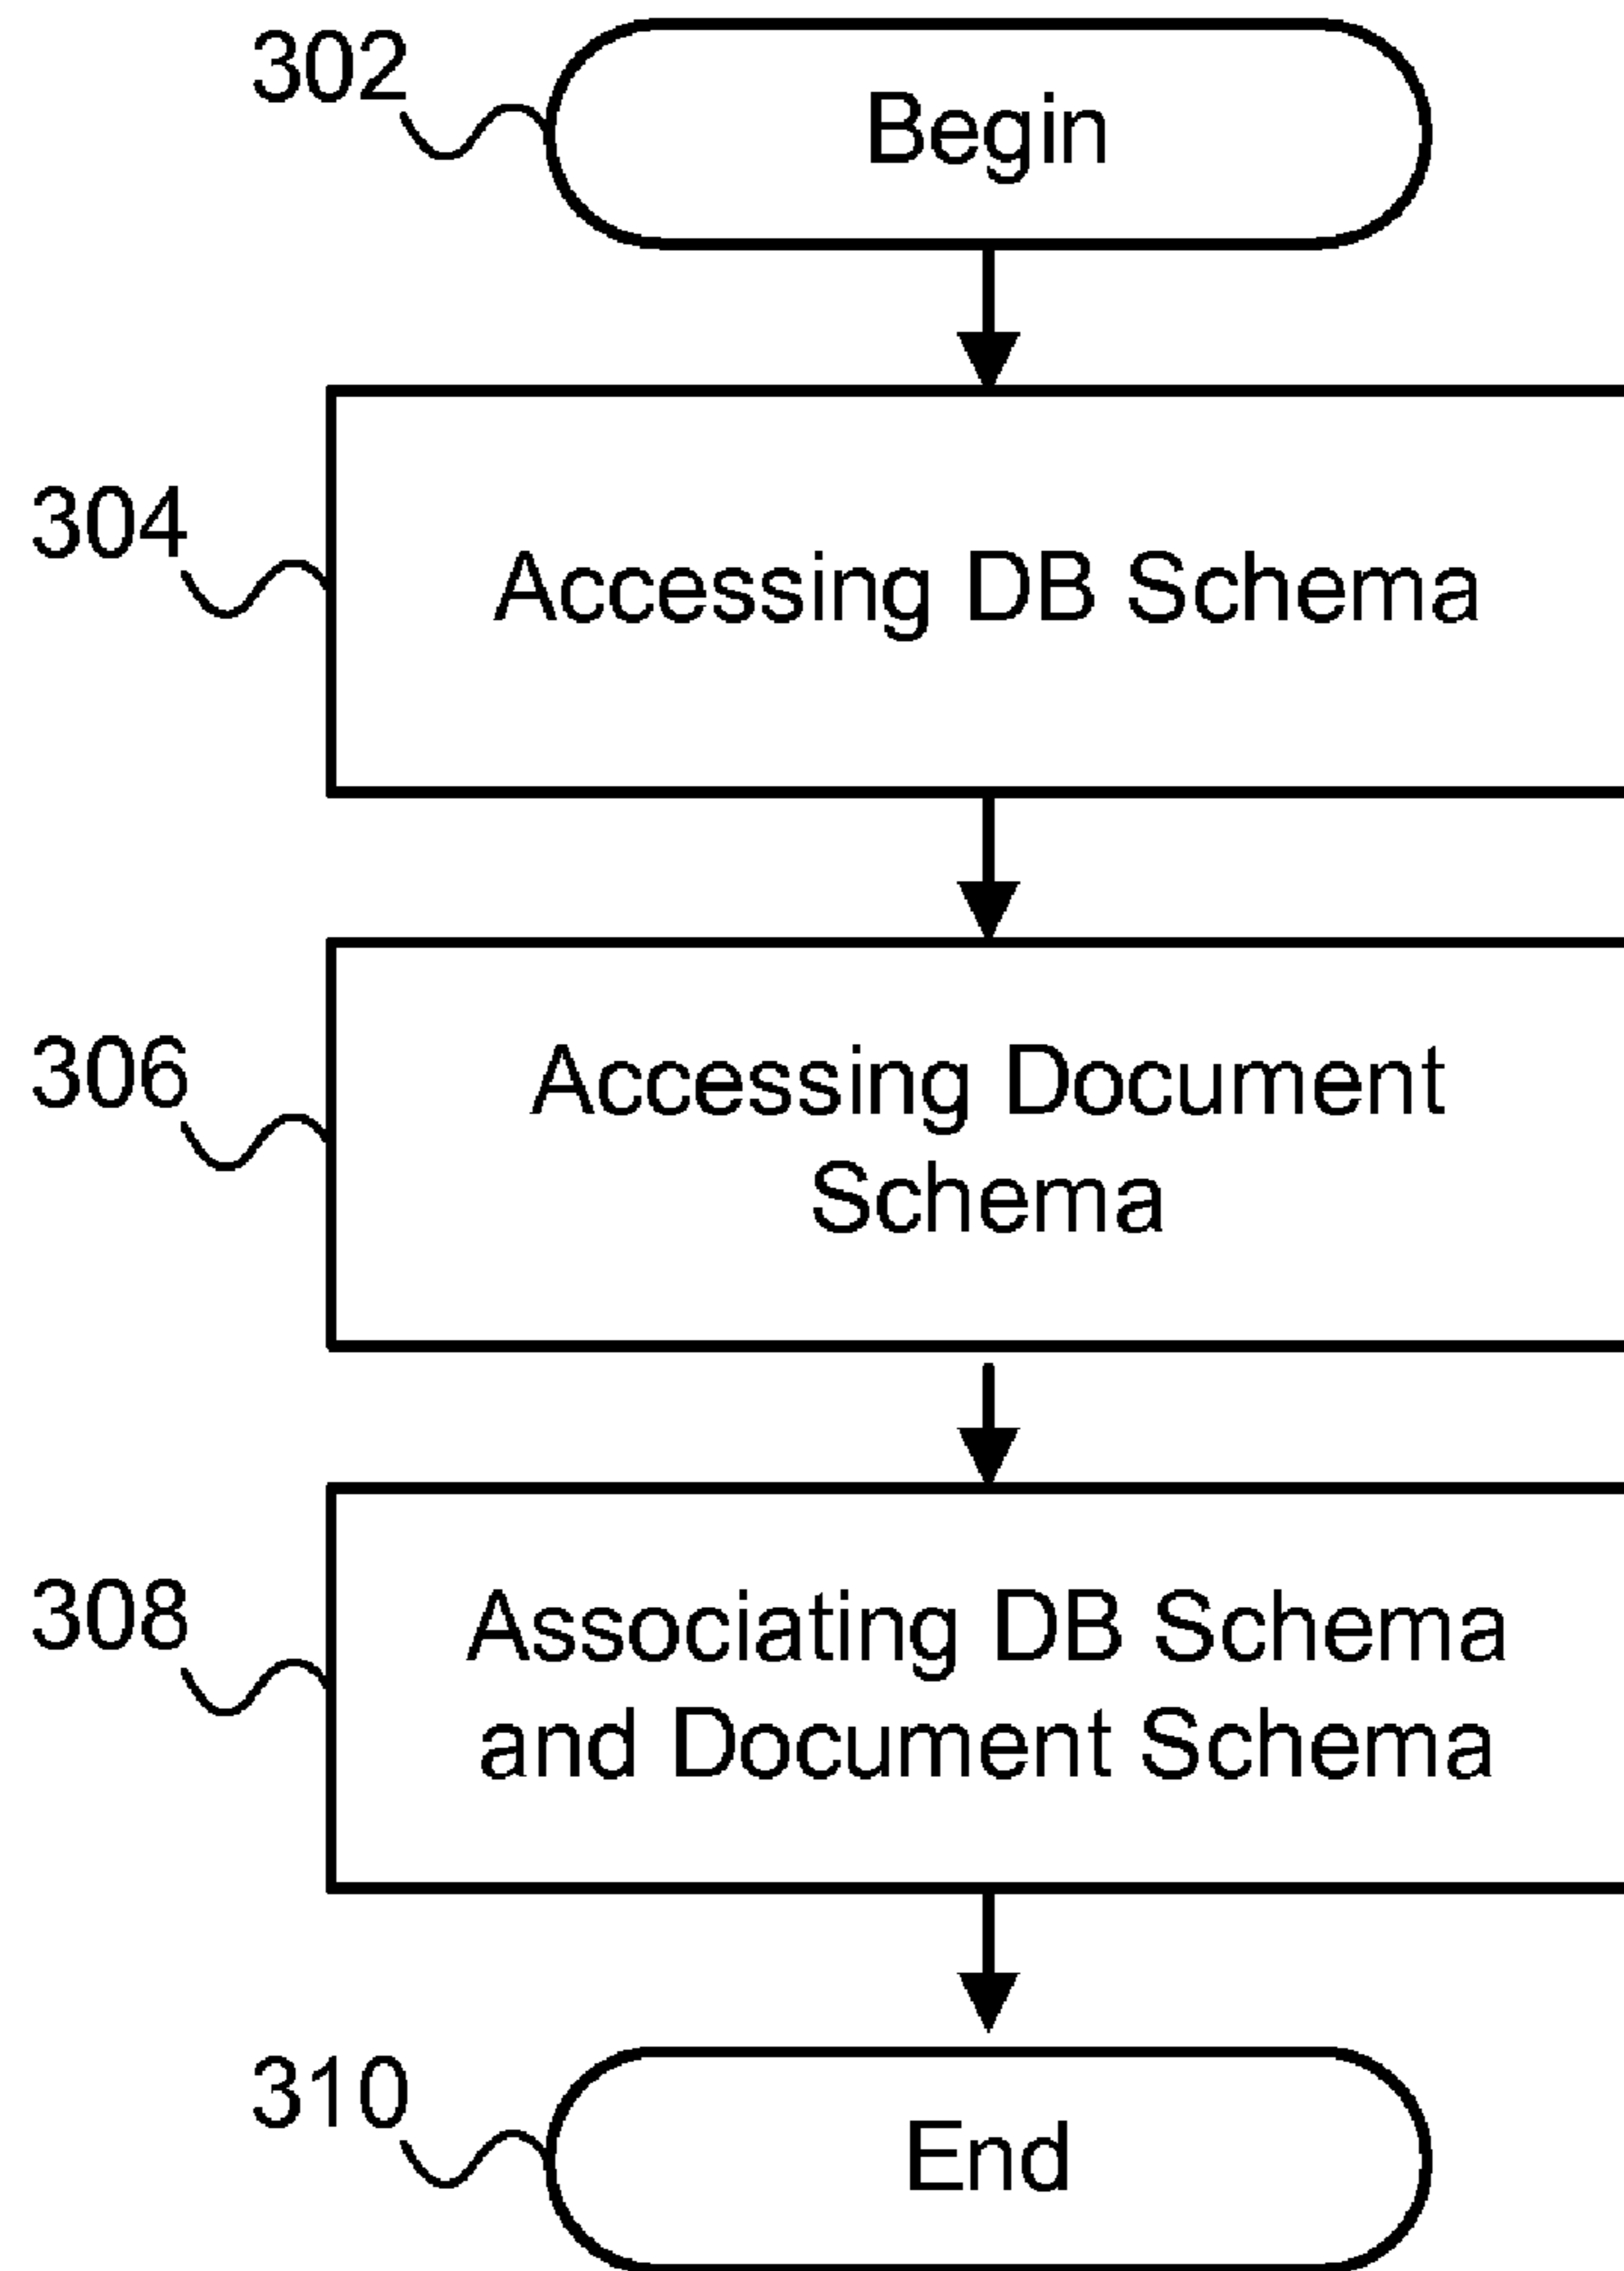 302
Begin
304
Accessing DB Schema
306
Accessing Document
Schema
308
Associating DB Schema
and Document Schema
310
End